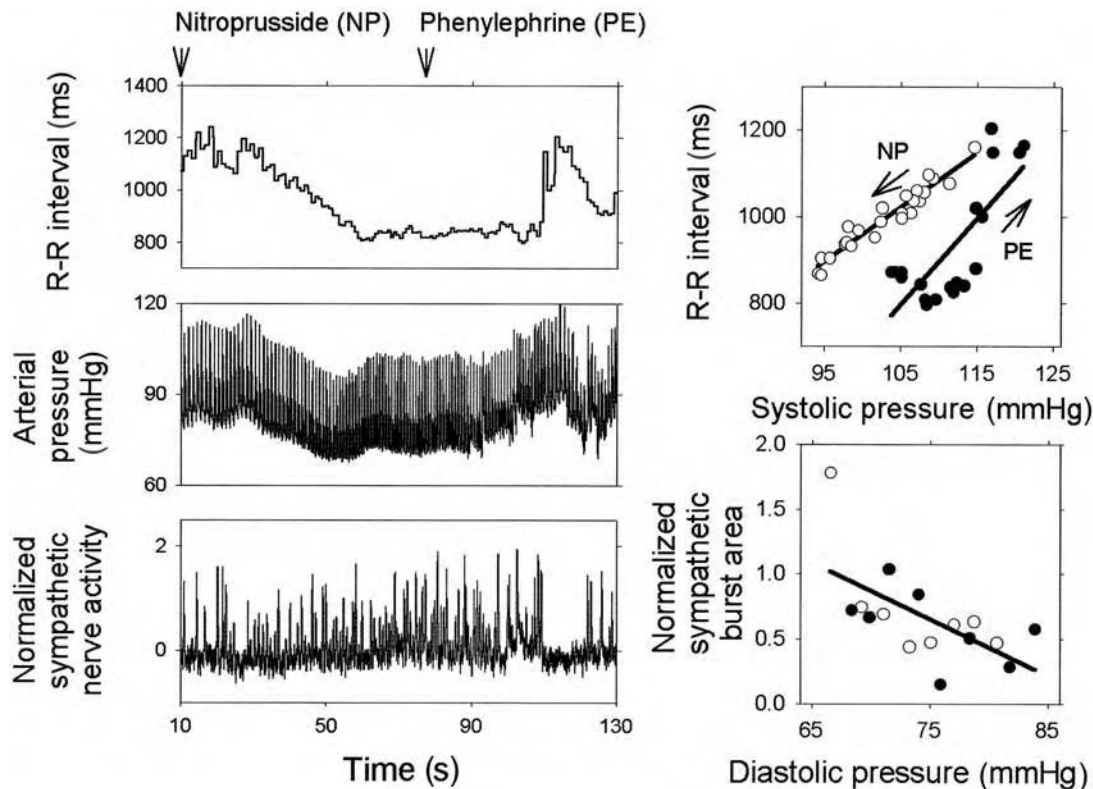 Nitroprusside (NP) Phenylephrine (PE)
R-R interval (ms)
1400
1200
1000
800
Arterial
pressure
(mmHg)
120
90
60
Normalized
sympathetic
nerve activity
2
0
10 50 90 130
Time (s)
R-R interval (ms)
1200
1000
800
NP
PE
95 105 115 125
Systolic pressure (mmHg)
Normalized
sympathetic
burst area
2.0
1.5
1.0
0.5
0.0
65 75 85
Diastolic pressure (mmHg)